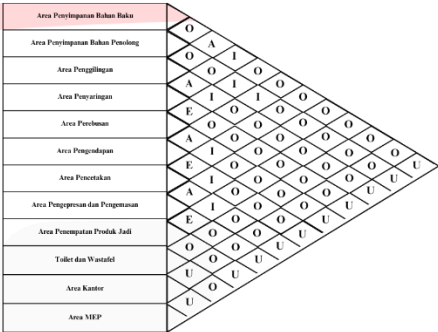 Area Penyimpanan Bahan Baku
O
Area Penyimpanan Bahan Penolong
A
O I
Area Penggilingan
O O
A I O
Area Penyaringan
I I O
E O O O
Area Perebusan
O O O O
A O O O O
Area Pengendapan
I O O O O
E O O O O U
Area Pencetakan
I O O O U
A O O O U
Area Pengepresan dan Pengemasan
I O O U
E O O U
Area Penempatan Produk Jadi
O O U
O O U
Toilet dan Wastafel
O U
U U
Area Kantor
O
U
Area MEP